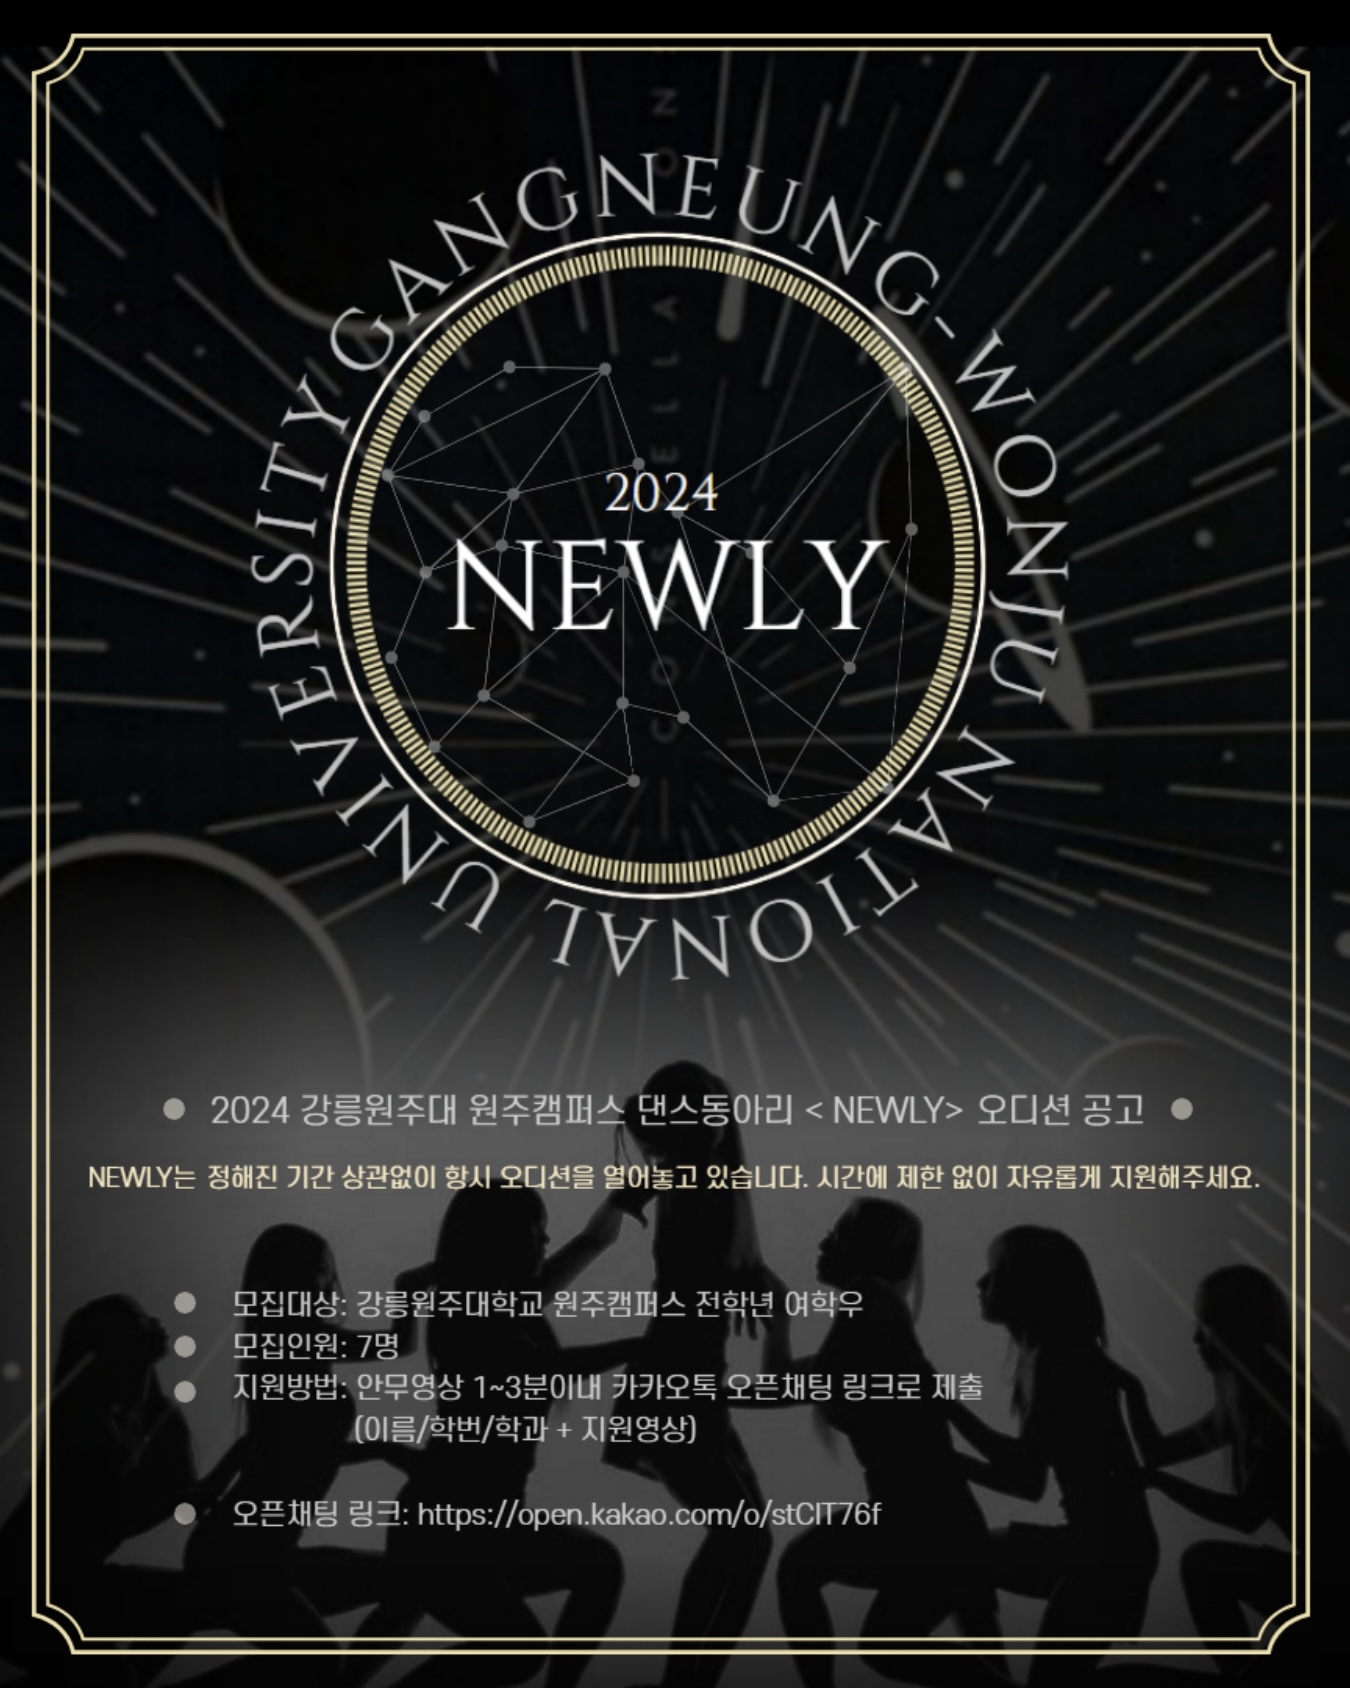 GANGNEUNG-WONJU NATIONAL UNIVERSITY
2024
NEWLY
2024 강릉원주대 원주캠퍼스 댄스동아리 < NEWLY> 오디션 공고
NEWLY는 정해진 기간 상관없이 항시 오디션을 열어놓고 있습니다. 시간에 제한 없이 자유롭게 지원해주세요.
모집대상: 강릉원주대학교 원주캠퍼스 전학년 여학우
모집인원: 7명
지원방법: 안무영상 1~3분이내 카카오톡 오픈채팅 링크로 제출
(이름/학번/학과 + 지원영상)
오픈채팅 링크: https://open.kakao.com/o/stClT76f